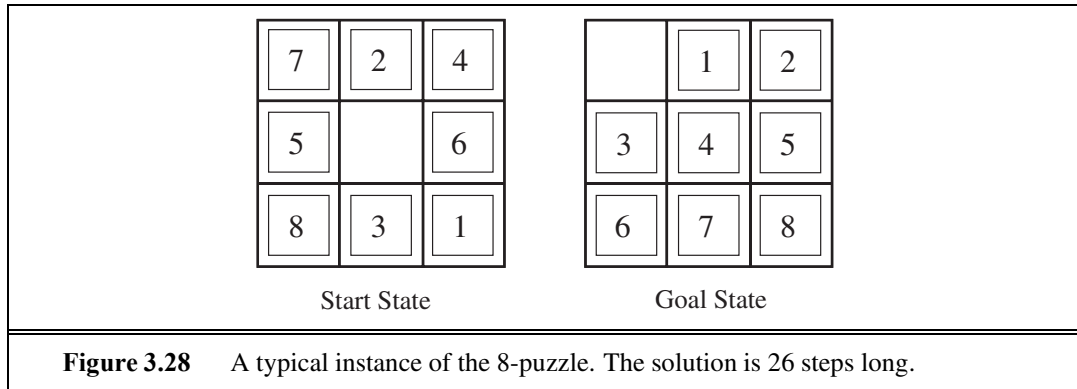 7 2 4
1 2
5 6
3 4 5
8 3 1
6 7 8
Start State
Goal State
Figure 3.28 A typical instance of the 8-puzzle. The solution is 26 steps long.